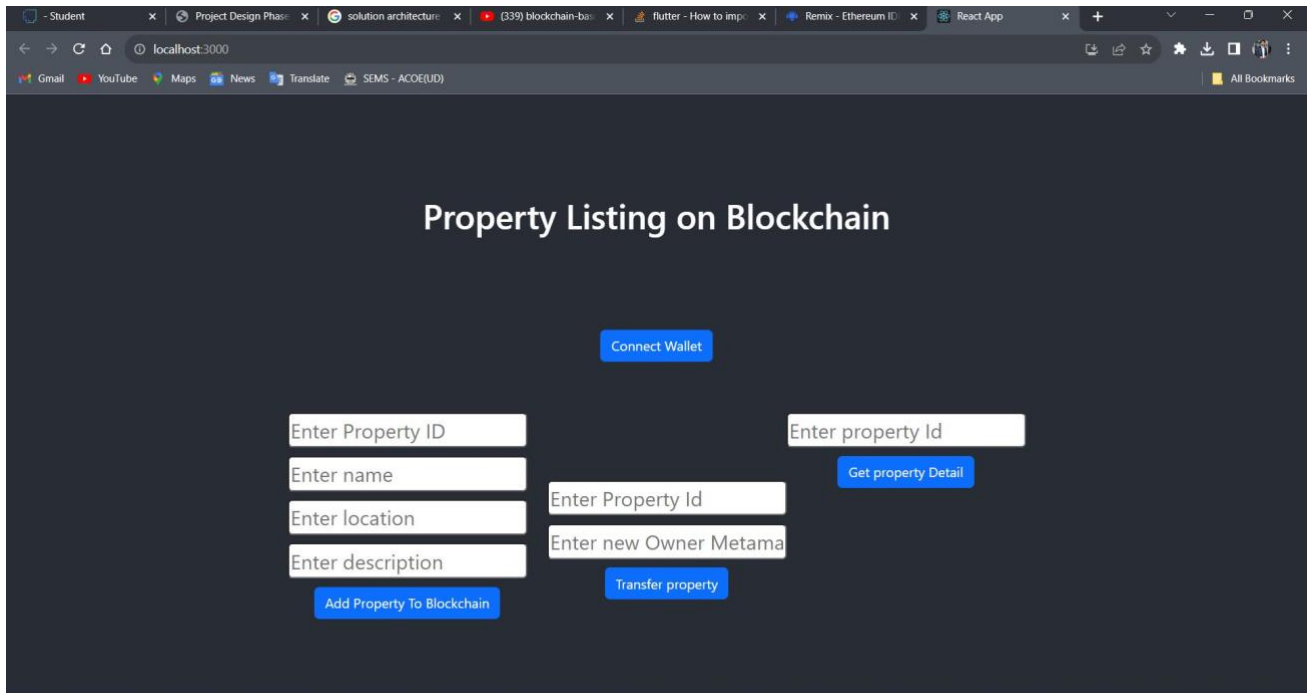 - Student
Project Design Phase
solution architecture
(339) blockchain-bas
flutter - How to impo
Remix - Ethereum ID
React App
localhost:3000
Gmail
YouTube
Maps
News
Translate
SEMS - ACOE(UD)
All Bookmarks
Property Listing on Blockchain
Connect Wallet
Enter Property ID
Enter name
Enter location
Enter description
Add Property To Blockchain
Enter Property Id
Enter new Owner Metama
Transfer property
Enter property Id
Get property Detail